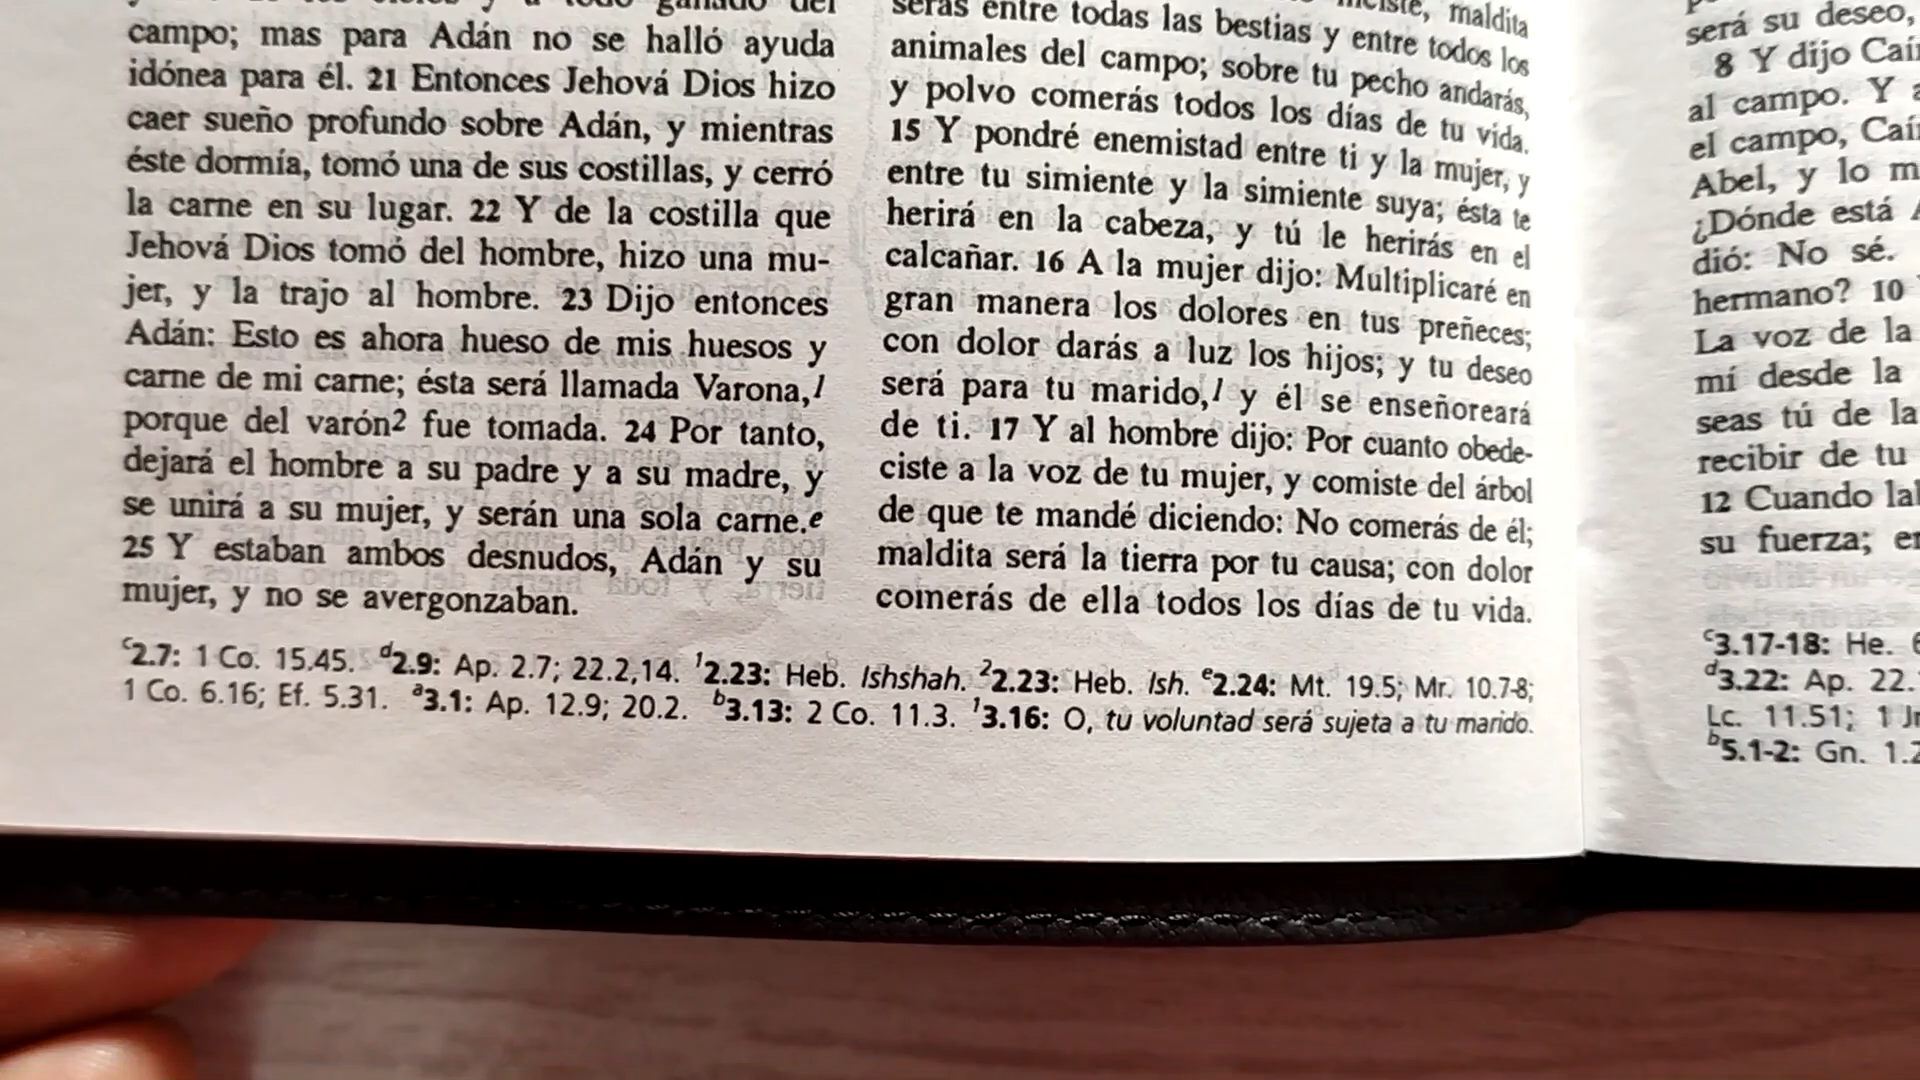 campo; mas para Adán no se halló ayuda
idónea para él. 21 Entonces Jehová Dios hizo
caer sueño profundo sobre Adán, y mientras
éste dormía, tomó una de sus costillas, y cerró
la carne en su lugar. 22 Y de la costilla que
Jehová Dios tomó del hombre, hizo una mu-
jer, y la trajo al hombre. 23 Dijo entonces
Adán: Esto es ahora hueso de mis huesos y
carne de mi carne; ésta será llamada Varona,1
porque del varón2 fue tomada. 24 Por tanto,
dejará el hombre a su padre y a su madre, y
se unirá a su mujer, y serán una sola carne.e
25 Y estaban ambos desnudos, Adán y su
mujer, y no se avergonzaban.
serás entre todas las bestias y entre todos los
animales del campo; sobre tu pecho andarás,
y polvo comerás todos los días de tu vida.
15 Y pondré enemistad entre ti y la mujer, y
entre tu simiente y la simiente suya; ésta te
herirá en la cabeza, y tú le herirás en el
calcañar. 16 A la mujer dijo: Multiplicaré en
gran manera los dolores en tus preñeces;
con dolor darás a luz los hijos; y tu deseo
será para tu marido,1 y él se enseñoreará
de ti. 17 Y al hombre dijo: Por cuanto obede-
ciste a la voz de tu mujer, y comiste del árbol
de que te mandé diciendo: No comerás de él;
maldita será la tierra por tu causa; con dolor
comerás de ella todos los días de tu vida.
c2.7: 1 Co. 15.45. d2.9: Ap. 2.7; 22.2,14. 12.23: Heb. Ishshah. 22.23: Heb. Ish. e2.24: Mt. 19.5; Mr. 10.7-8;
1 Co. 6.16; Ef. 5.31. a3.1: Ap. 12.9; 20.2. b3.13: 2 Co. 11.3. 13.16: O, tu voluntad será sujeta a tu marido.
será su deseo,
8 Y dijo Caí
al campo. Y
el campo, Caí
Abel, y lo m
¿Dónde está
dió: No sé.
hermano? 10
La voz de la
mí desde la
seas tú de la
recibir de tu
12 Cuando la
su fuerza; e
c3.17-18: He.
d3.22: Ap. 22.
Lc. 11.51; 1 J
b5.1-2: Gn. 1.